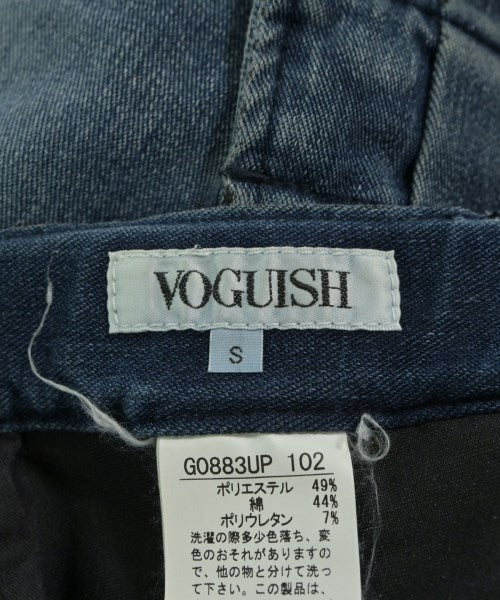 VOGUISH
S
G0883UP 102
ポリエステル 49%
綿 44%
ポリウレタン 7%
洗濯の際多少色落ち、変
色のおそれがありますの
で、他の物と分けて洗っ
て下さい。この製品は、